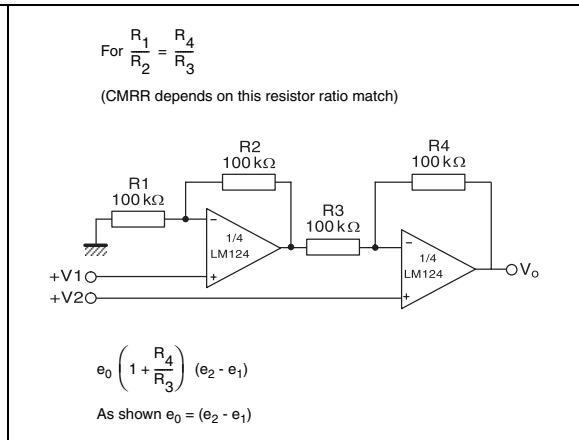 For R1/R2 = R4/R3
(CMRR depends on this resistor ratio match)
R2
100 kΩ
R4
100 kΩ
R1
100 kΩ
R3
100 kΩ
1/4
LM124
1/4
LM124
+V1
+V2
Vo
e0 (1 + R4/R3) (e2 - e1)
As shown e0 = (e2 - e1)